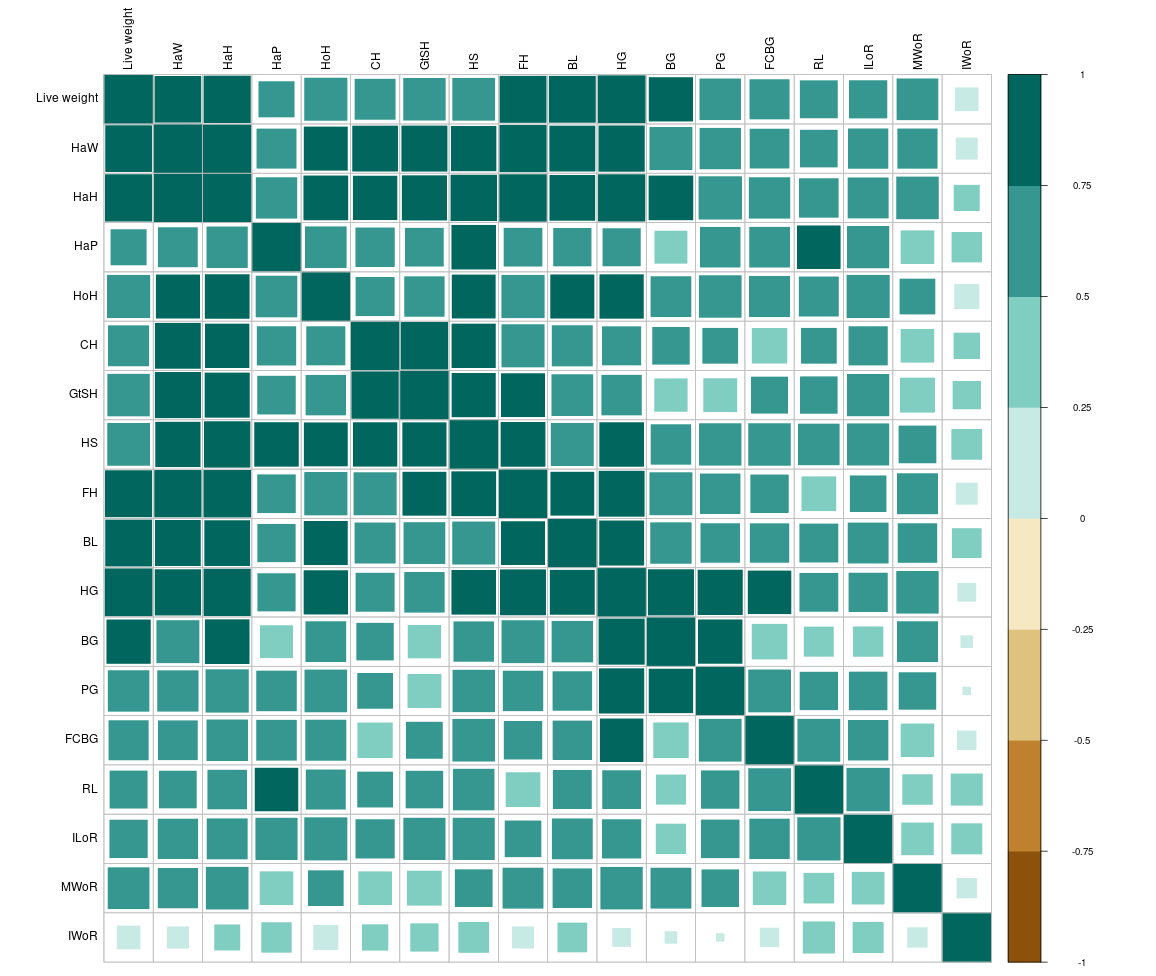 Live weight
HaW
HaH
HaP
HoH
CH
GtSH
HS
FH
BL
HG
BG
PG
FCBG
RL
ILoR
MWoR
IWoR
Live weight
HaW
HaH
HaP
HoH
CH
GtSH
HS
FH
BL
HG
BG
PG
FCBG
RL
ILoR
MWoR
IWoR
1
0.75
0.5
0.25
0
-0.25
-0.5
-0.75
-1